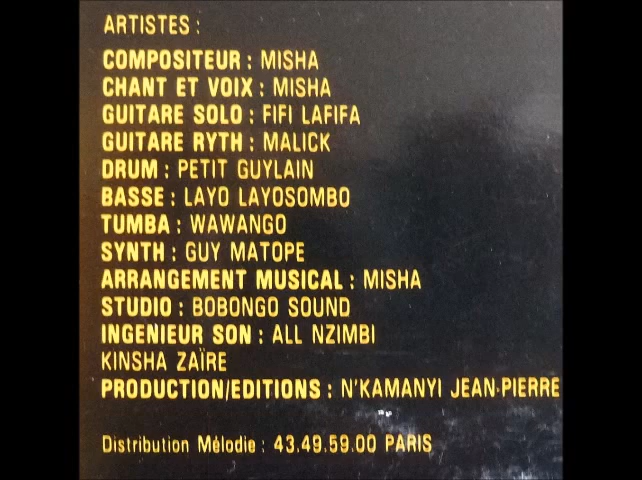 ARTISTES :
COMPOSITEUR : MISHA
CHANT ET VOIX : MISHA
GUITARE SOLO : FIFI LAFIFA
GUITARE RYTH : MALICK
DRUM : PETIT GUYLAIN
BASSE : LAYO LAYOSOMBO
TUMBA : WAWANGO
SYNTH : GUY MATOPE
ARRANGEMENT MUSICAL : MISHA
STUDIO : BOBONGO SOUND
INGENIEUR SON : ALL NZIMBI
KINSHA ZAÏRE
PRODUCTION/EDITIONS : N'KAMANYI JEAN-PIERRE
Distribution Mélodie : 43.49.59.00 PARIS